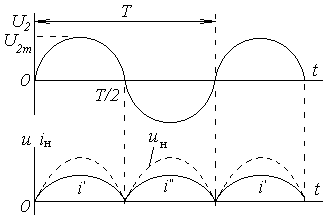 U₂
T
U₂ₘ
O
T/2
t
u iн
uн
i'
i"
i'
O
t